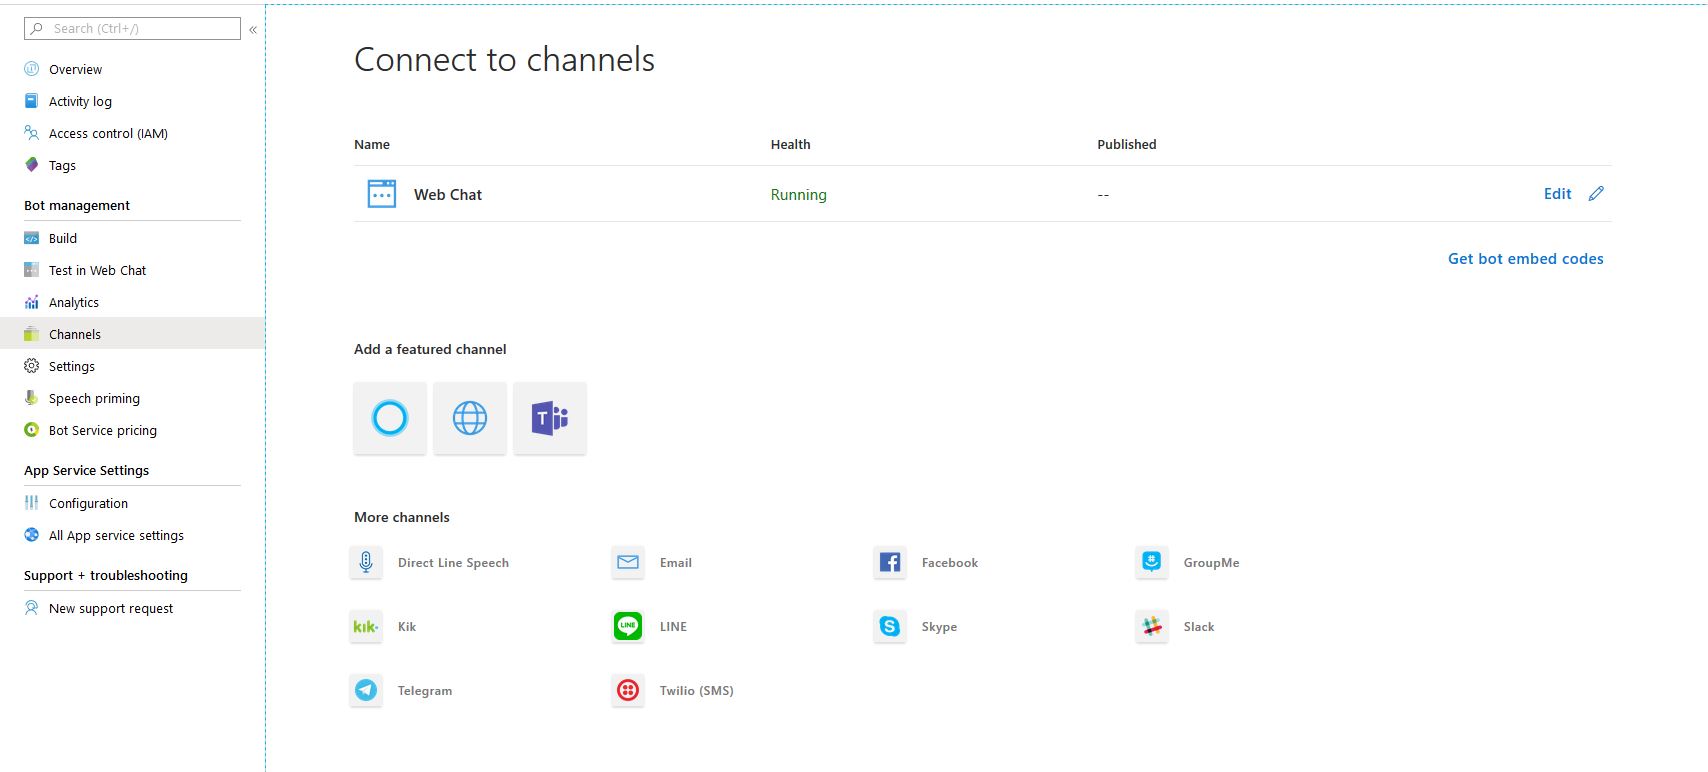 Search (Ctrl+/)
«
Overview
Activity log
Access control (IAM)
Tags
Bot management
Build
Test in Web Chat
Analytics
Channels
Settings
Speech priming
Bot Service pricing
App Service Settings
Configuration
All App service settings
Support + troubleshooting
New support request
Connect to channels
Name Health Published
Web Chat Running -- Edit
Get bot embed codes
Add a featured channel
T
More channels
Direct Line Speech Email Facebook GroupMe
kik. Kik LINE LINE S Skype Slack
Telegram Twilio (SMS)